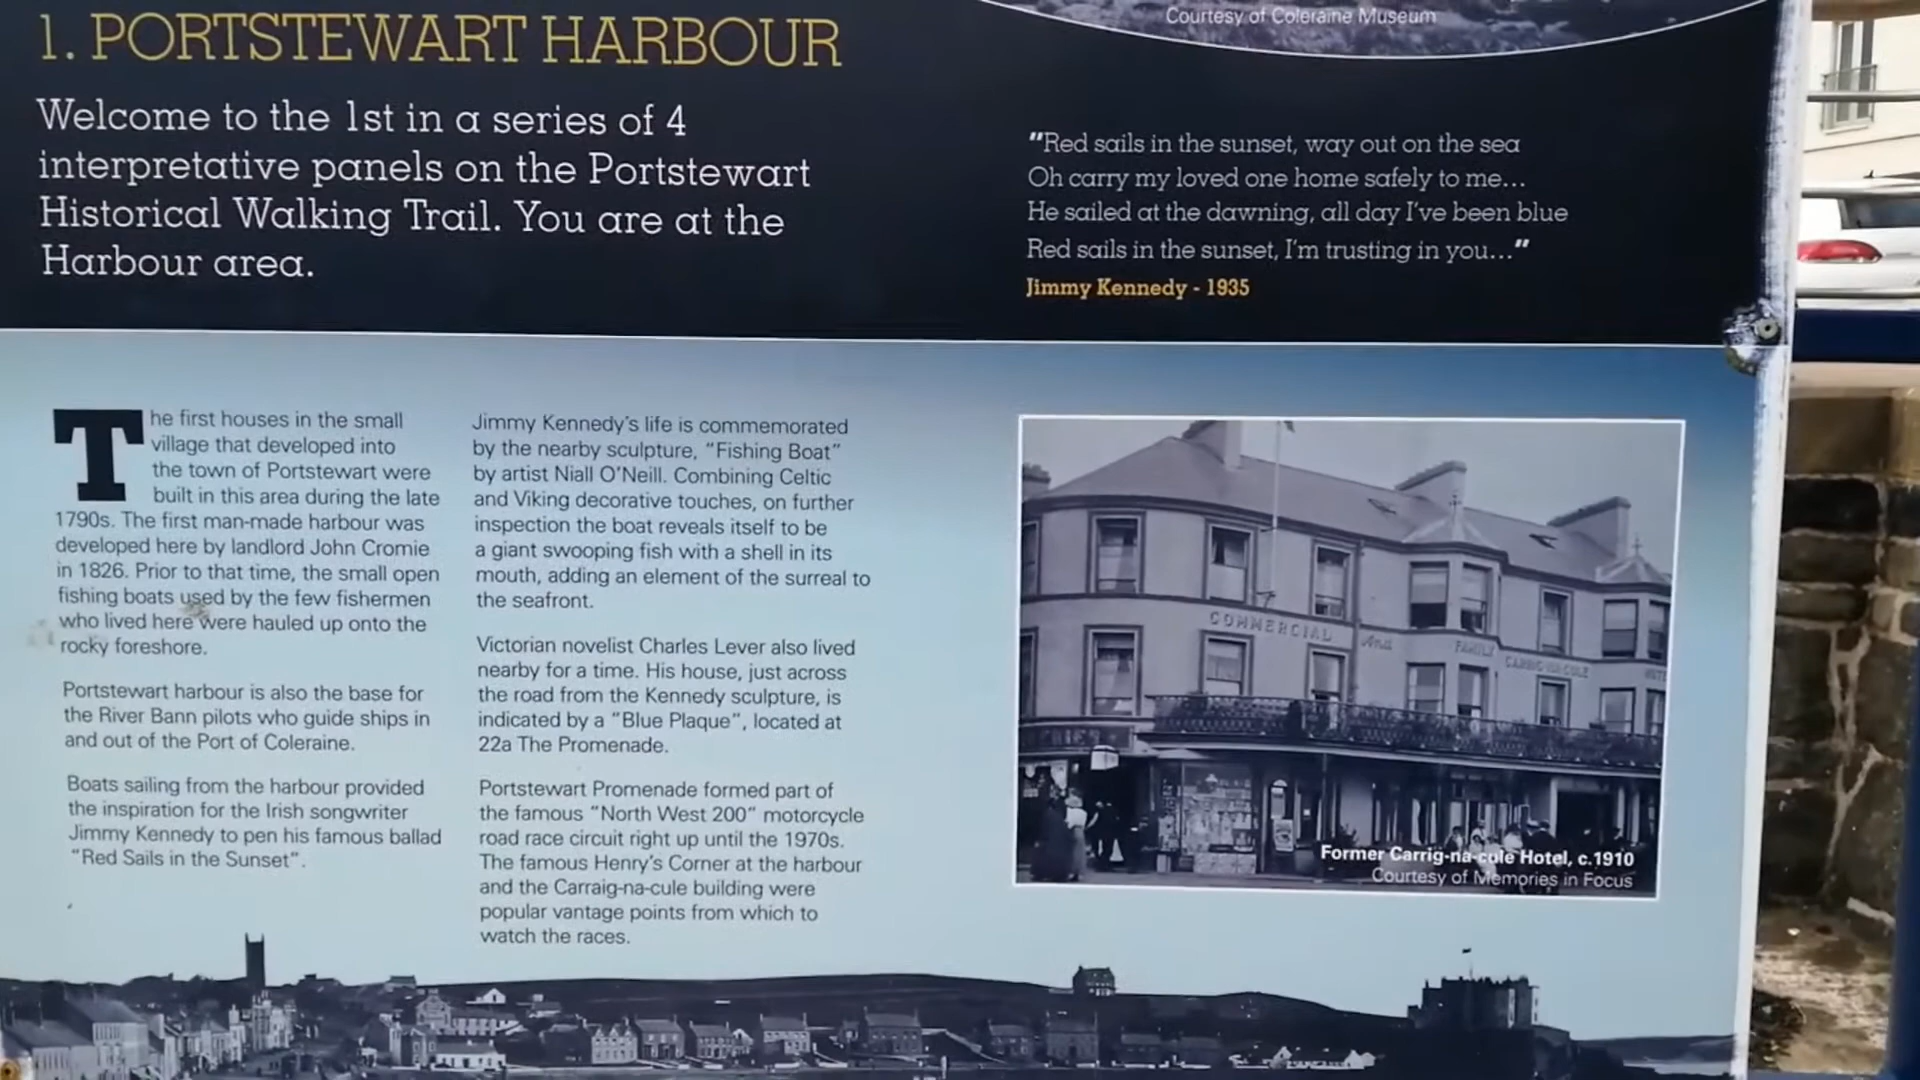 Courtesy of Coleraine Museum
1. PORTSTEWART HARBOUR
Welcome to the 1st in a series of 4
interpretative panels on the Portstewart
Historical Walking Trail. You are at the
Harbour area.
"Red sails in the sunset, way out on the sea
Oh carry my loved one home safely to me...
He sailed at the dawning, all day I've been blue
Red sails in the sunset, I'm trusting in you..."
Jimmy Kennedy - 1935
The first houses in the small
village that developed into
the town of Portstewart were
built in this area during the late
1790s. The first man-made harbour was
developed here by landlord John Cromie
in 1826. Prior to that time, the small open
fishing boats used by the few fishermen
who lived here were hauled up onto the
rocky foreshore.
Portstewart harbour is also the base for
the River Bann pilots who guide ships in
and out of the Port of Coleraine.
Boats sailing from the harbour provided
the inspiration for the Irish songwriter
Jimmy Kennedy to pen his famous ballad
"Red Sails in the Sunset".
Jimmy Kennedy's life is commemorated
by the nearby sculpture, "Fishing Boat"
by artist Niall O'Neill. Combining Celtic
and Viking decorative touches, on further
inspection the boat reveals itself to be
a giant swooping fish with a shell in its
mouth, adding an element of the surreal to
the seafront.
Victorian novelist Charles Lever also lived
nearby for a time. His house, just across
the road from the Kennedy sculpture, is
indicated by a "Blue Plaque", located at
22a The Promenade.
Portstewart Promenade formed part of
the famous "North West 200" motorcycle
road race circuit right up until the 1970s.
The famous Henry's Corner at the harbour
and the Carraig-na-cule building were
popular vantage points from which to
watch the races.
COMMERCIAL And FAMILY CARRIG-NA-CULE
Former Carrig-na-cule Hotel, c.1910
Courtesy of Memories in Focus